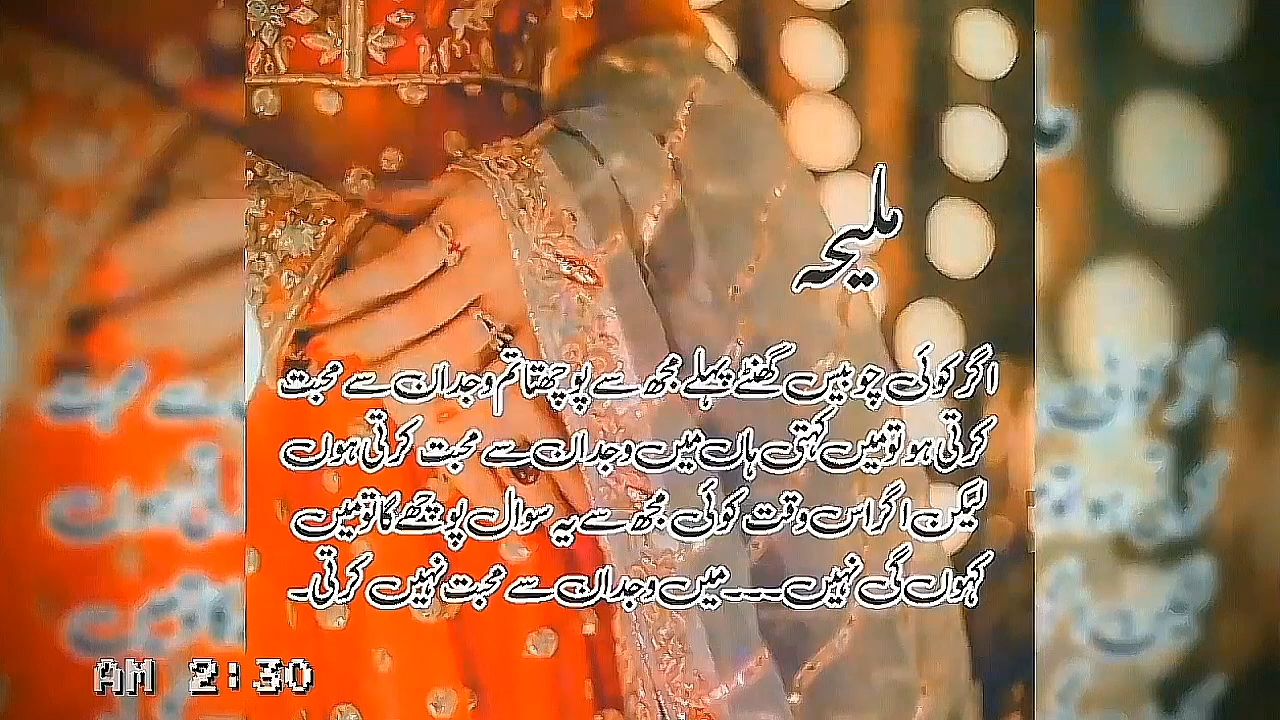 ملیحہ
اگر کوئی چوبیس گھنٹے پہلے مجھ سے پوچھتا تم وجدان سے محبت
کرتی ہو تو میں کہتی ہاں میں وجدان سے محبت کرتی ہوں
لیکن اگر اس وقت کوئی مجھ سے یہ سوال پوچھے گا تو میں
کہوں گی نہیں۔۔۔۔میں وجدان سے محبت نہیں کرتی۔
AM 2:30